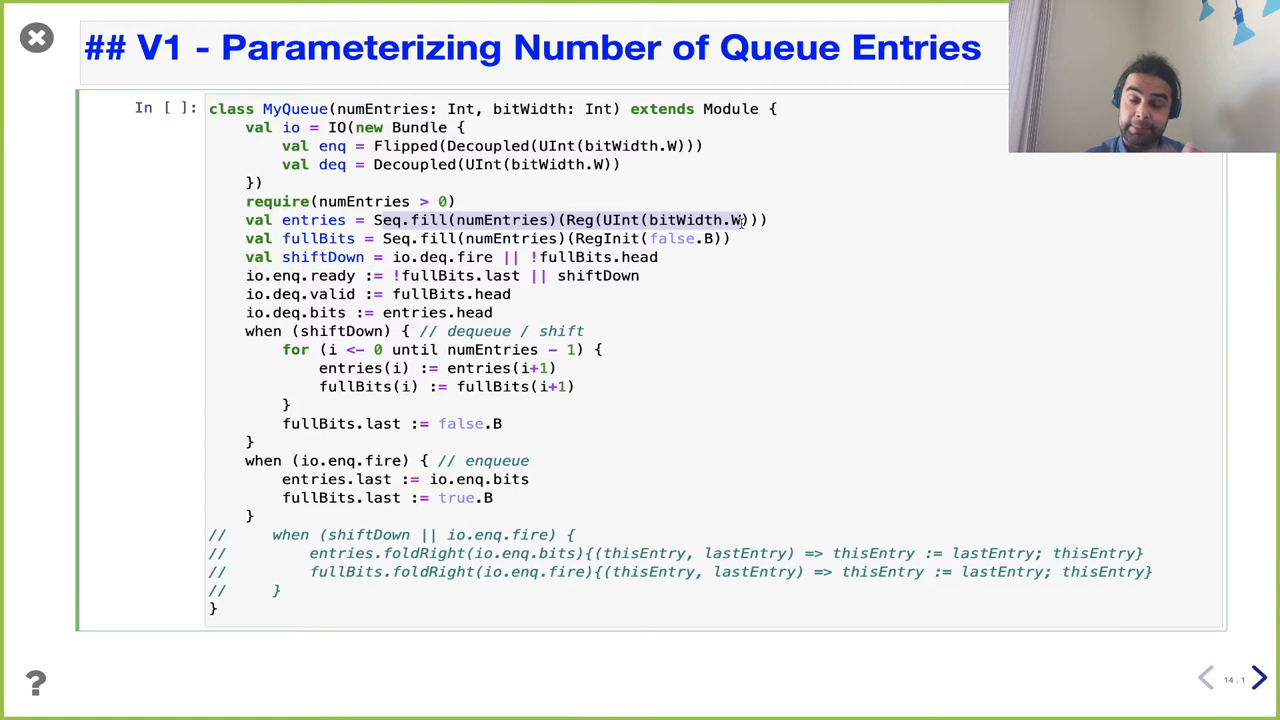 ## V1 - Parameterizing Number of Queue Entries
In [ ]:
class MyQueue(numEntries: Int, bitWidth: Int) extends Module {
val io = IO(new Bundle {
val enq = Flipped(Decoupled(UInt(bitWidth.W)))
val deq = Decoupled(UInt(bitWidth.W))
})
require(numEntries > 0)
val entries = Seq.fill(numEntries)(Reg(UInt(bitWidth.W)))
val fullBits = Seq.fill(numEntries)(RegInit(false.B))
val shiftDown = io.deq.fire || !fullBits.head
io.enq.ready := !fullBits.last || shiftDown
io.deq.valid := fullBits.head
io.deq.bits := entries.head
when (shiftDown) { // dequeue / shift
for (i <- 0 until numEntries - 1) {
entries(i) := entries(i+1)
fullBits(i) := fullBits(i+1)
}
fullBits.last := false.B
}
when (io.enq.fire) { // enqueue
entries.last := io.enq.bits
fullBits.last := true.B
}
// when (shiftDown || io.enq.fire) {
// entries.foldRight(io.enq.bits){(thisEntry, lastEntry) => thisEntry := lastEntry; thisEntry}
// fullBits.foldRight(io.enq.fire){(thisEntry, lastEntry) => thisEntry := lastEntry; thisEntry}
// }
}
?
14.1